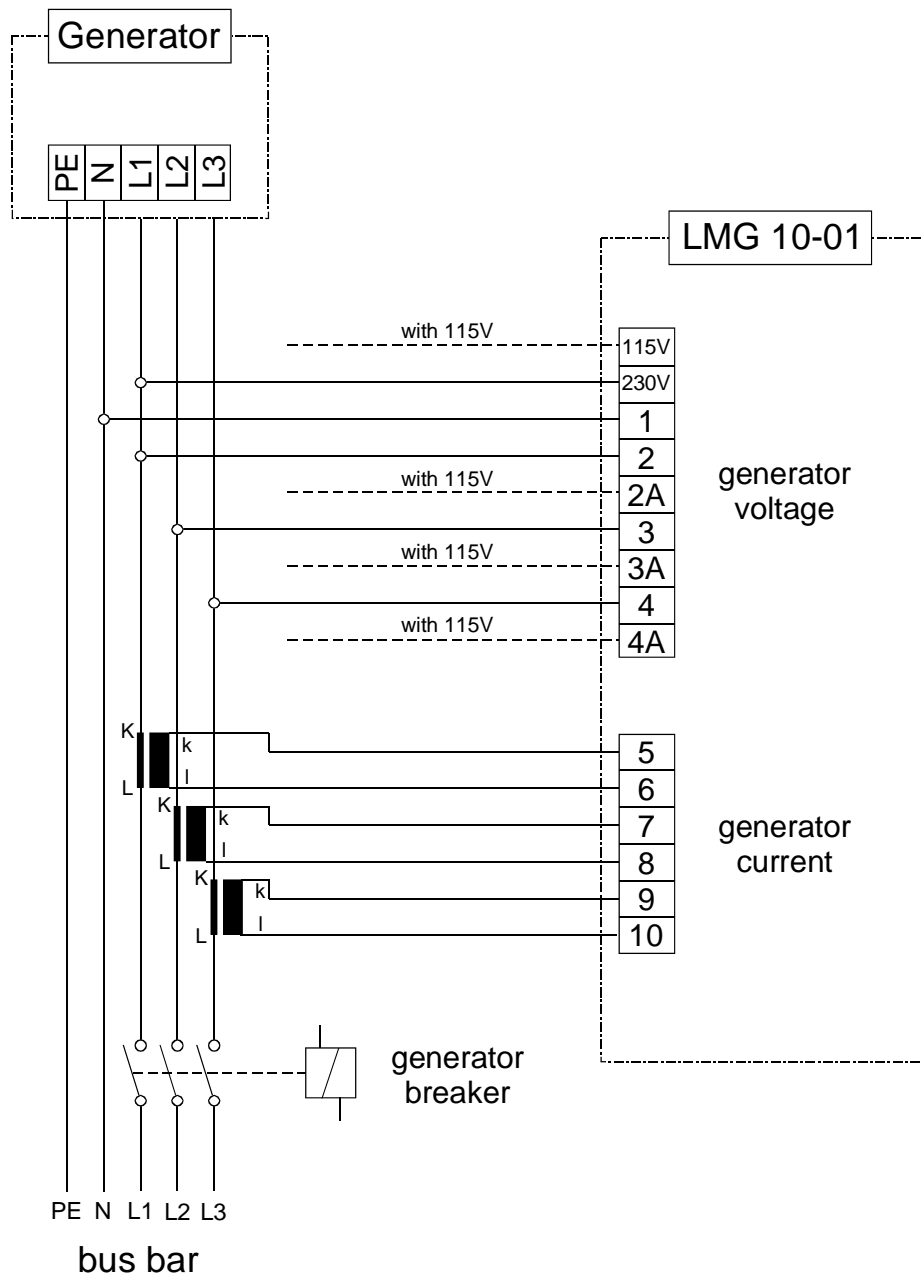 Generator
PE N L1 L2 L3
LMG 10-01
with 115V
115V
230V
1
2
with 115V
2A
3
with 115V
3A
4
with 115V
4A
generator
voltage
K
k
L
l
5
6
K
k
L
l
7
8
K
k
L
l
9
10
generator
current
generator
breaker
PE N L1 L2 L3
bus bar